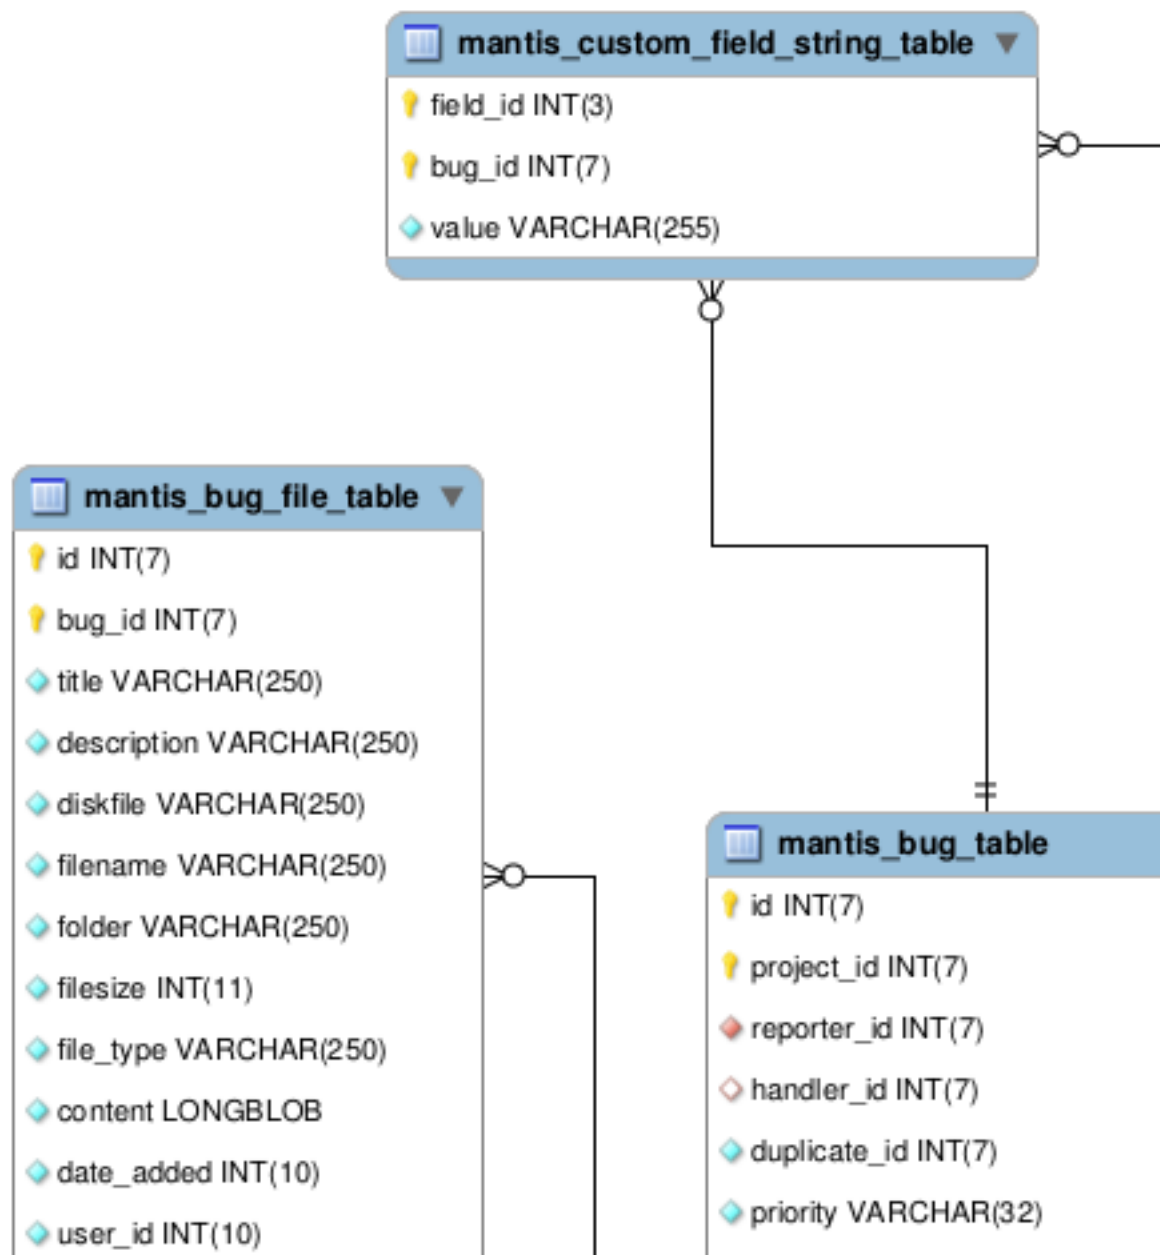 mantis_custom_field_string_table
field_id INT(3)
bug_id INT(7)
value VARCHAR(255)
mantis_bug_file_table
id INT(7)
bug_id INT(7)
title VARCHAR(250)
description VARCHAR(250)
diskfile VARCHAR(250)
filename VARCHAR(250)
folder VARCHAR(250)
filesize INT(11)
file_type VARCHAR(250)
content LONGBLOB
date_added INT(10)
user_id INT(10)
mantis_bug_table
id INT(7)
project_id INT(7)
reporter_id INT(7)
handler_id INT(7)
duplicate_id INT(7)
priority VARCHAR(32)